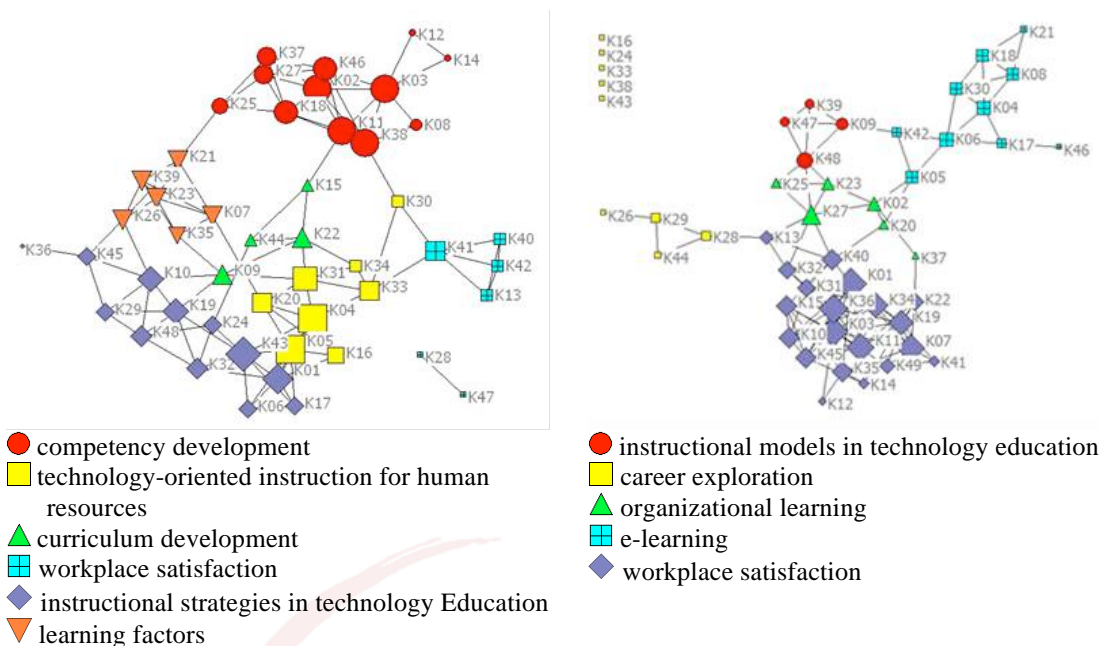 K37
K46
K27
K02
K03
K12
K14
K25
K18
K11
K38
K08
K21
K39
K23
K26
K07
K35
K15
K30
K36
K45
K44
K22
K41
K40
K42
K13
K10
K09
K31
K34
K33
K29
K19
K20
K04
K48
K24
K43
K05
K16
K32
K01
K28
K06
K17
K47
competency development
technology-oriented instruction for human
resources
curriculum development
workplace satisfaction
instructional strategies in technology Education
learning factors
K16
K24
K33
K38
K43
K21
K18
K08
K30
K04
K39
K47
K09
K42
K06
K17
K46
K48
K05
K25
K23
K26
K29
K27
K02
K20
K44
K28
K13
K40
K37
K32
K01
K31
K15
K36
K34
K22
K03
K19
K10
K11
K07
K45
K35
K49
K41
K14
K12
instructional models in technology education
career exploration
organizational learning
e-learning
workplace satisfaction